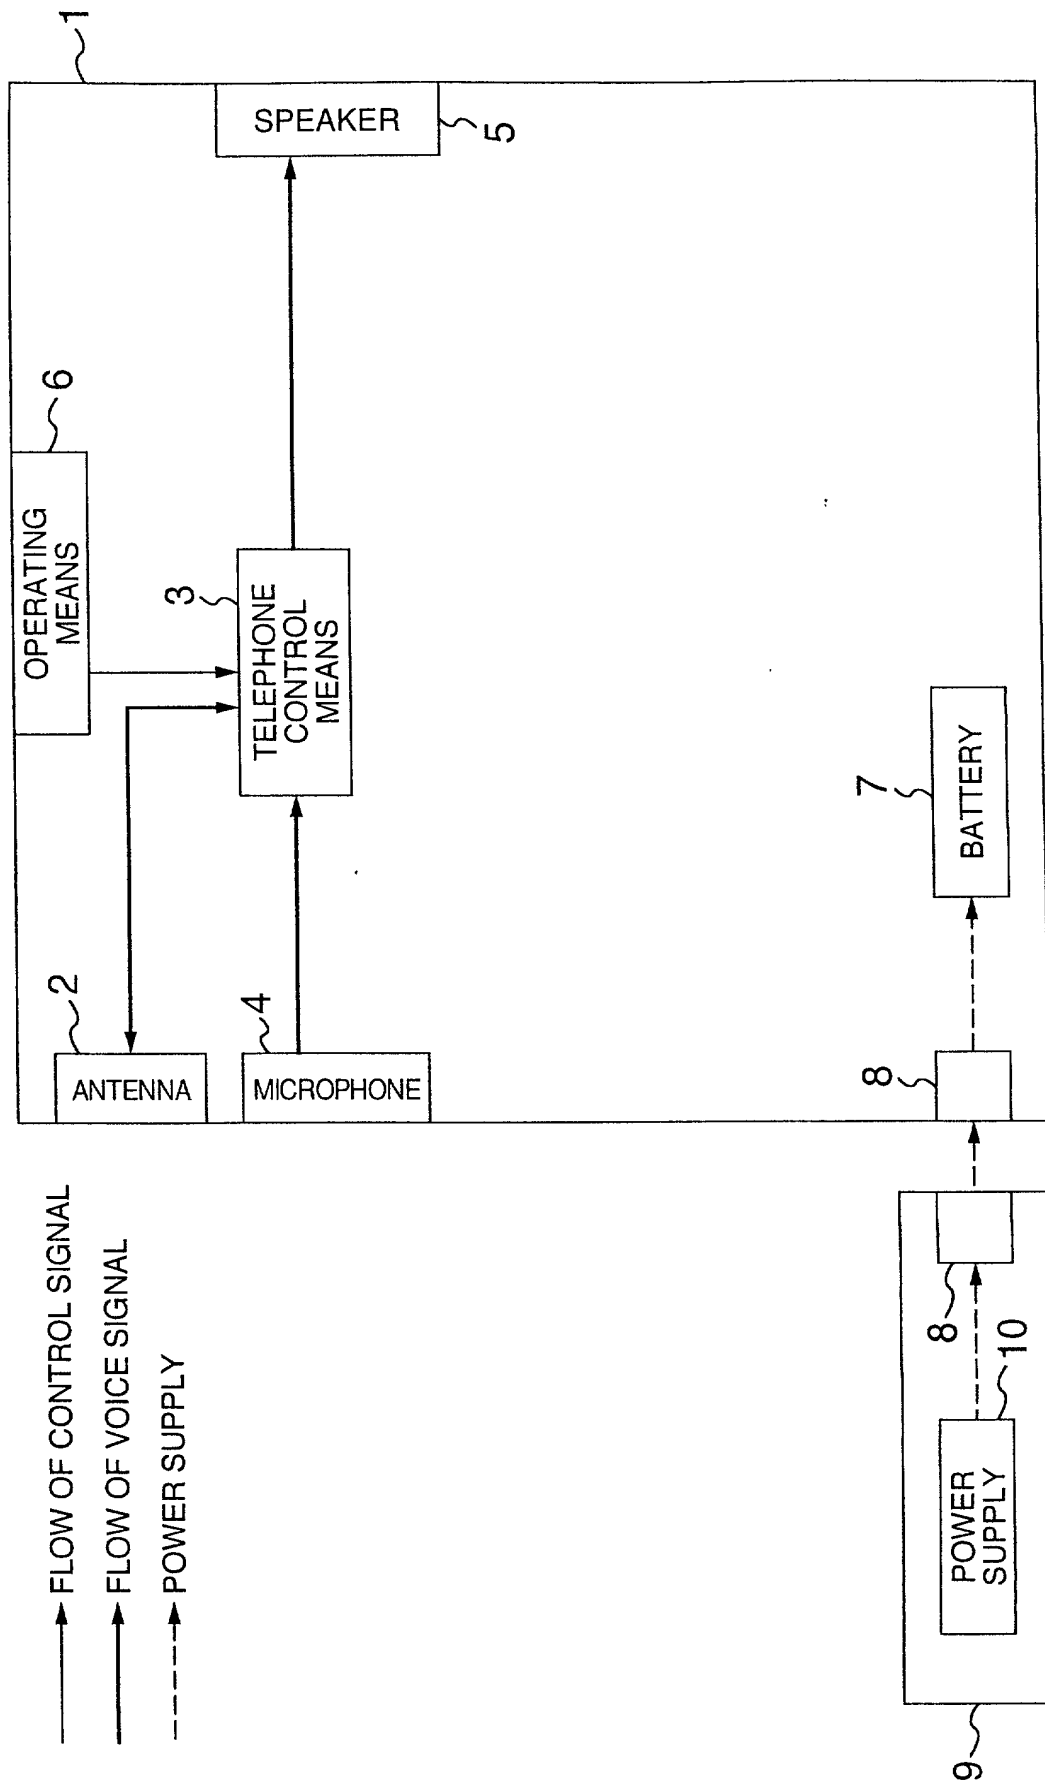 FLOW OF CONTROL SIGNAL
FLOW OF VOICE SIGNAL
POWER SUPPLY
1
OPERATING
MEANS
6
2
ANTENNA
3
TELEPHONE
CONTROL
MEANS
4
MICROPHONE
SPEAKER
5
7
BATTERY
8
8
POWER
SUPPLY
10
9